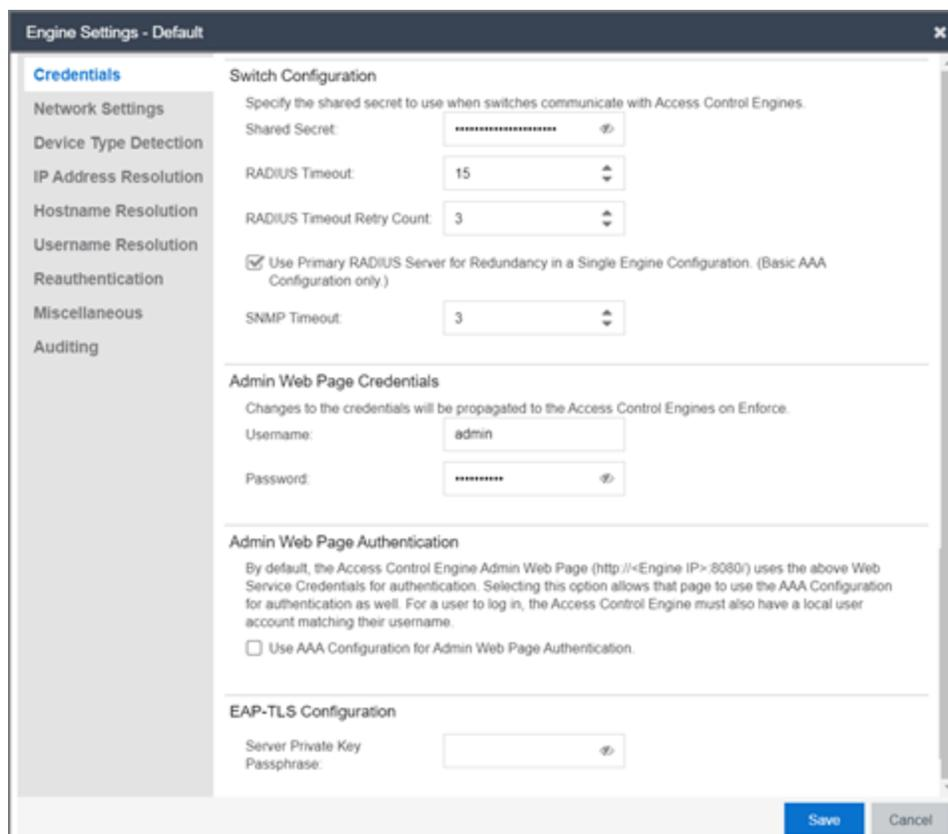 Engine Settings - Default
Credentials
Network Settings
Device Type Detection
IP Address Resolution
Hostname Resolution
Username Resolution
Reauthentication
Miscellaneous
Auditing
Switch Configuration
Specify the shared secret to use when switches communicate with Access Control Engines.
Shared Secret:
RADIUS Timeout:
15
RADIUS Timeout Retry Count:
3
Use Primary RADIUS Server for Redundancy in a Single Engine Configuration. (Basic AAA
Configuration only.)
SNMP Timeout:
3
Admin Web Page Credentials
Changes to the credentials will be propagated to the Access Control Engines on Enforce.
Username:
admin
Password:
Admin Web Page Authentication
By default, the Access Control Engine Admin Web Page (http://<Engine IP>:8080/) uses the above Web
Service Credentials for authentication. Selecting this option allows that page to use the AAA Configuration
for authentication as well. For a user to log in, the Access Control Engine must also have a local user
account matching their username.
Use AAA Configuration for Admin Web Page Authentication.
EAP-TLS Configuration
Server Private Key
Passphrase:
Save
Cancel